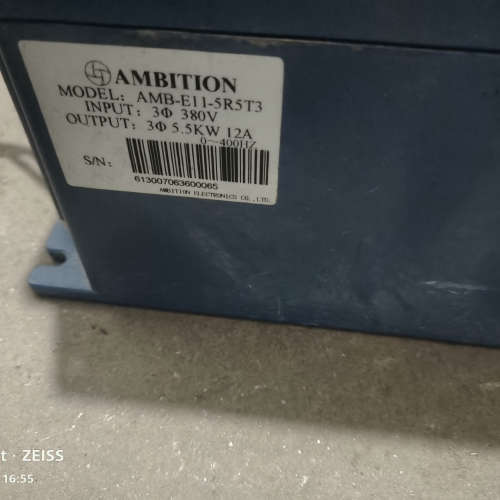 AMBITION
MODEL: AMB-E11-5R5T3
INPUT: 3Φ 380V
OUTPUT: 3Φ 5.5KW 12A
0~400HZ
S/N:
613007063600065
AMBITION ELECTRONICS CO.,LTD.
· ZEISS
16:55